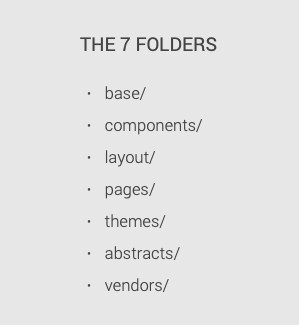 THE 7 FOLDERS
· base/
· components/
· layout/
· pages/
· themes/
· abstracts/
· vendors/